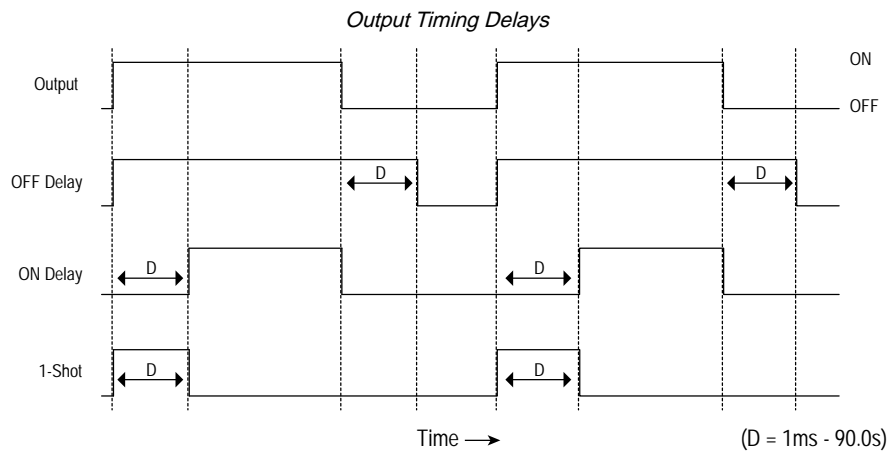 Output Timing Delays
Output
ON
OFF
OFF Delay
D
D
ON Delay
D
D
1-Shot
D
D
Time
(D = 1ms - 90.0s)